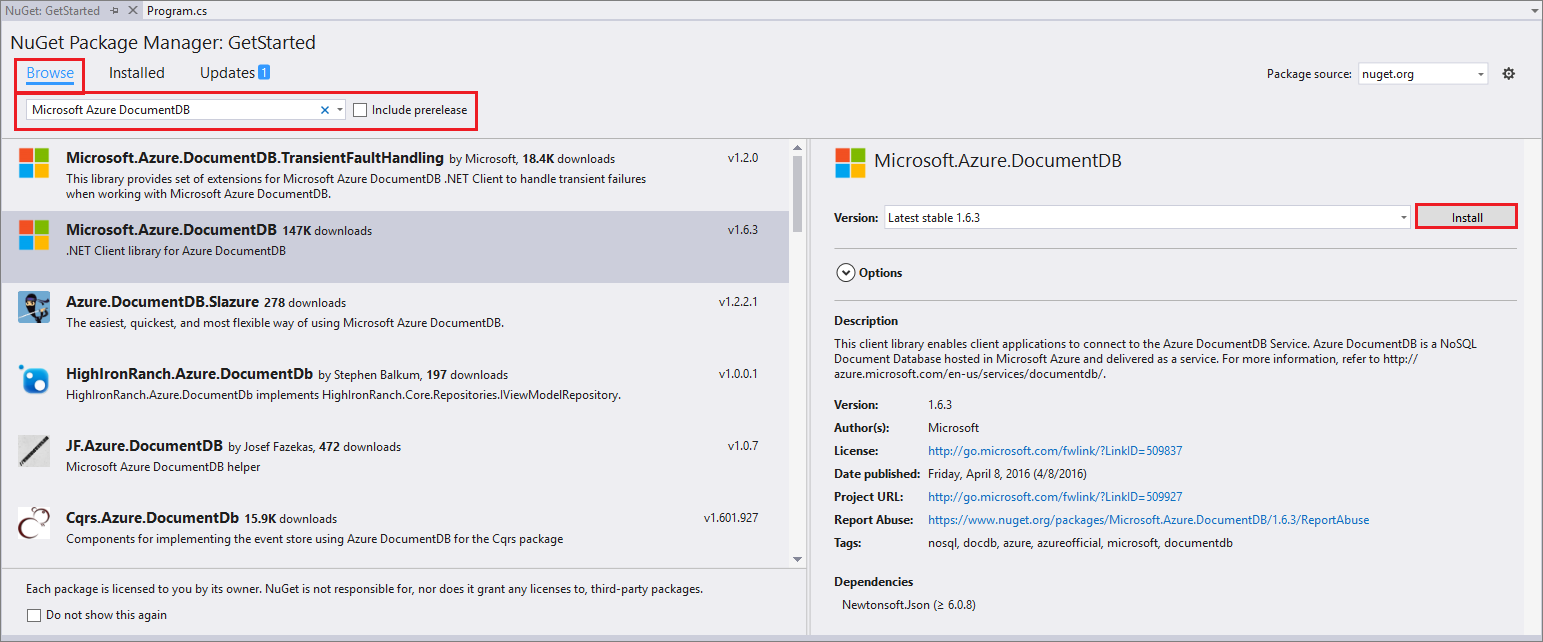 NuGet: GetStarted
Program.cs
NuGet Package Manager: GetStarted
Browse
Installed
Updates 1
Package source: nuget.org
Microsoft Azure DocumentDB
Include prerelease
Microsoft.Azure.DocumentDB.TransientFaultHandling by Microsoft, 18.4K downloads v1.2.0
This library provides set of extensions for Microsoft Azure DocumentDB .NET Client to handle transient failures
when working with Microsoft Azure DocumentDB.
Microsoft.Azure.DocumentDB 147K downloads v1.6.3
.NET Client library for Azure DocumentDB
Azure.DocumentDB.Slazure 278 downloads v1.2.2.1
The easiest, quickest, and most flexible way of using Microsoft Azure DocumentDB.
HighIronRanch.Azure.DocumentDb by Stephen Balkum, 197 downloads v1.0.0.1
HighIronRanch.Azure.DocumentDb implements HighIronRanch.Core.Repositories.IViewModelRepository.
JF.Azure.DocumentDB by Josef Fazekas, 472 downloads v1.0.7
Microsoft Azure DocumentDB helper
Cqrs.Azure.DocumentDb 15.9K downloads v1.601.927
Components for implementing the event store using Azure DocumentDB for the Cqrs package
Each package is licensed to you by its owner. NuGet is not responsible for, nor does it grant any licenses to, third-party packages.
Do not show this again
Microsoft.Azure.DocumentDB
Version: Latest stable 1.6.3
Install
Options
Description
This client library enables client applications to connect to the Azure DocumentDB Service. Azure DocumentDB is a NoSQL
Document Database hosted in Microsoft Azure and delivered as a service. For more information, refer to http://
azure.microsoft.com/en-us/services/documentdb/.
Version: 1.6.3
Author(s): Microsoft
License: http://go.microsoft.com/fwlink/?LinkID=509837
Date published: Friday, April 8, 2016 (4/8/2016)
Project URL: http://go.microsoft.com/fwlink/?LinkID=509927
Report Abuse: https://www.nuget.org/packages/Microsoft.Azure.DocumentDB/1.6.3/ReportAbuse
Tags: nosql, docdb, azure, azureofficial, microsoft, documentdb
Dependencies
Newtonsoft.Json (≥ 6.0.8)